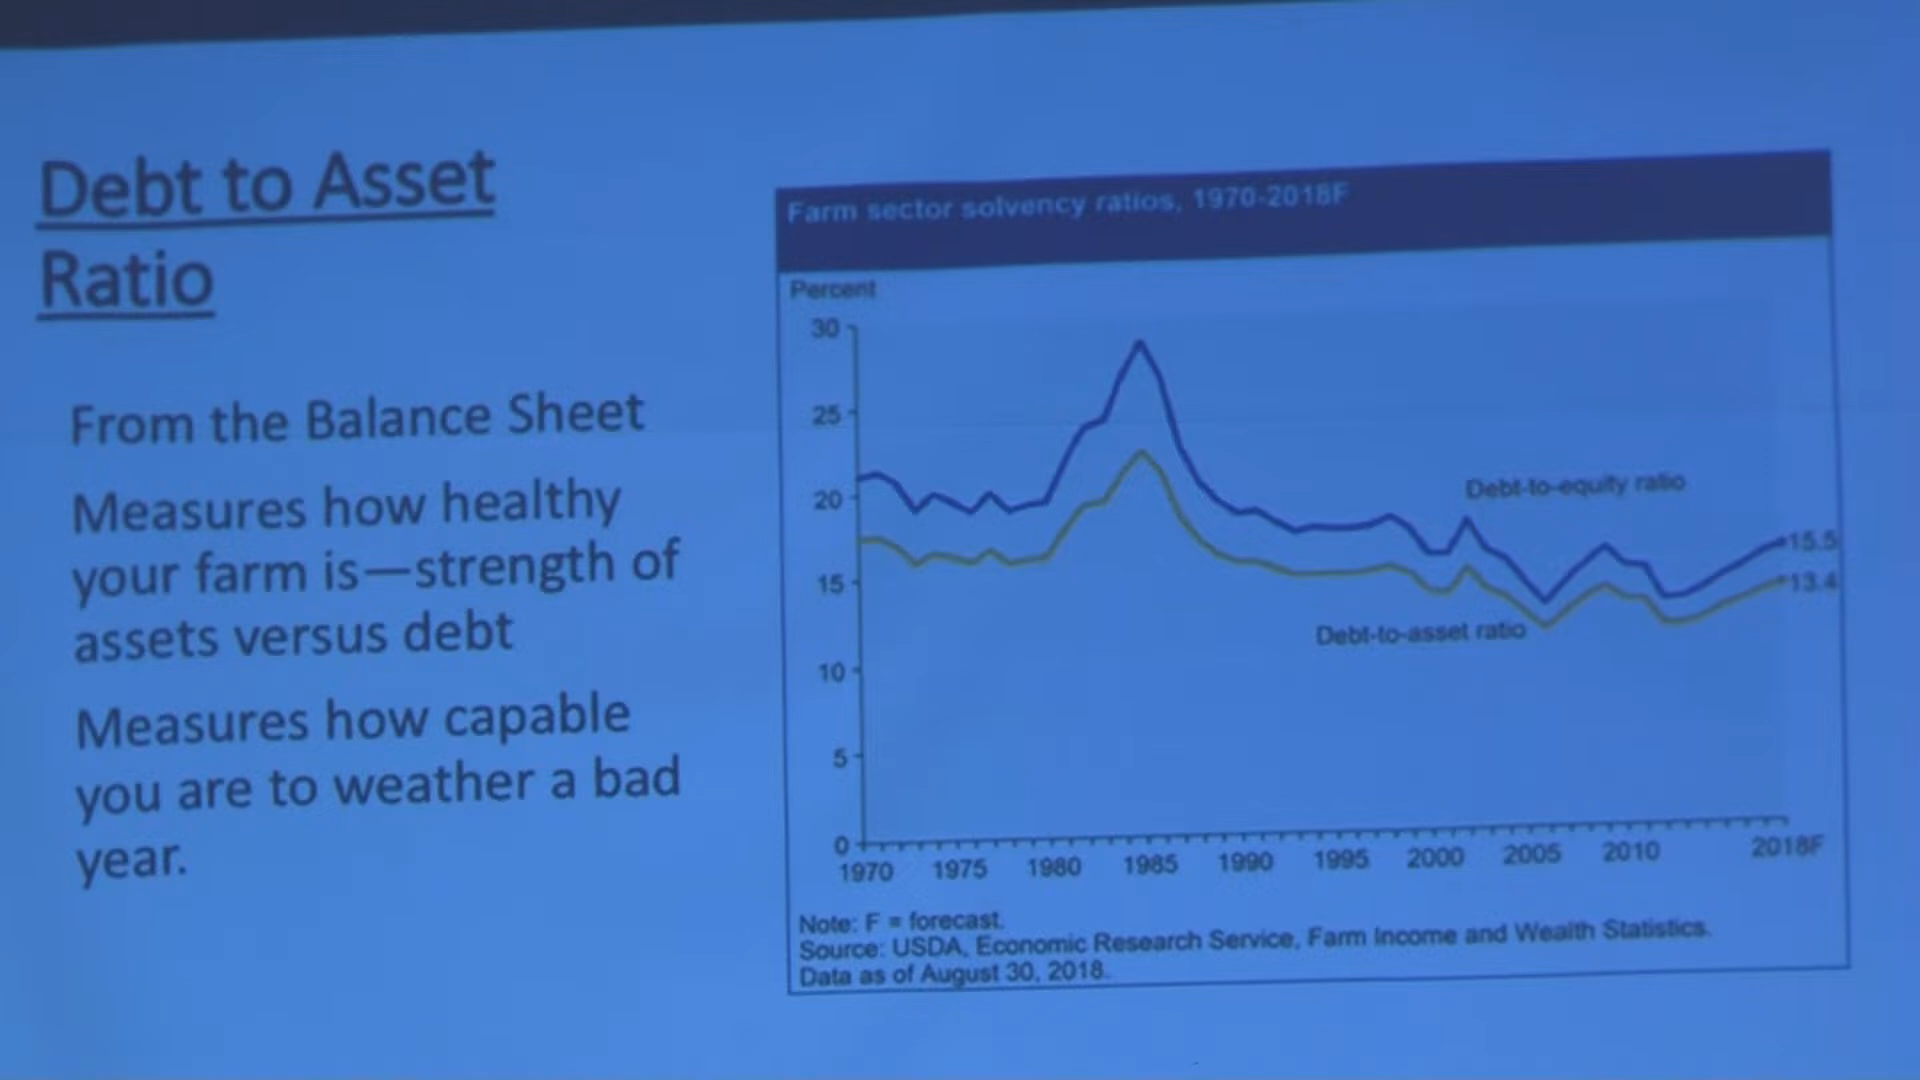 Debt to Asset
Ratio
From the Balance Sheet
Measures how healthy
your farm is—strength of
assets versus debt
Measures how capable
you are to weather a bad
year.
Farm sector solvency ratios, 1970-2018F
Percent
30
25
20
15
10
5
0
Debt-to-equity ratio
15.5
13.4
Debt-to-asset ratio
1970 1975 1980 1985 1990 1995 2000 2005 2010 2018F
Note: F = forecast.
Source: USDA, Economic Research Service, Farm Income and Wealth Statistics.
Data as of August 30, 2018.